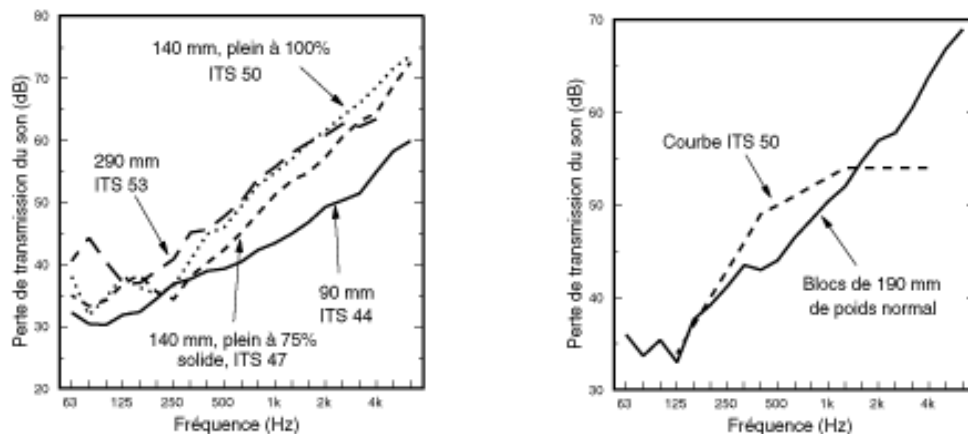 Perte de transmission du son (dB)
80
70
60
50
40
30
20
140 mm, plein à 100%
ITS 50
290 mm
ITS 53
90 mm
ITS 44
140 mm, plein à 75%
solide, ITS 47
63
125
250
500
1k
2k
4k
Fréquence (Hz)
Perte de transmission du son (dB)
70
60
50
40
30
Courbe ITS 50
Blocs de 190 mm
de poids normal
63
125
250
500
1k
2k
4k
Fréquence (Hz)